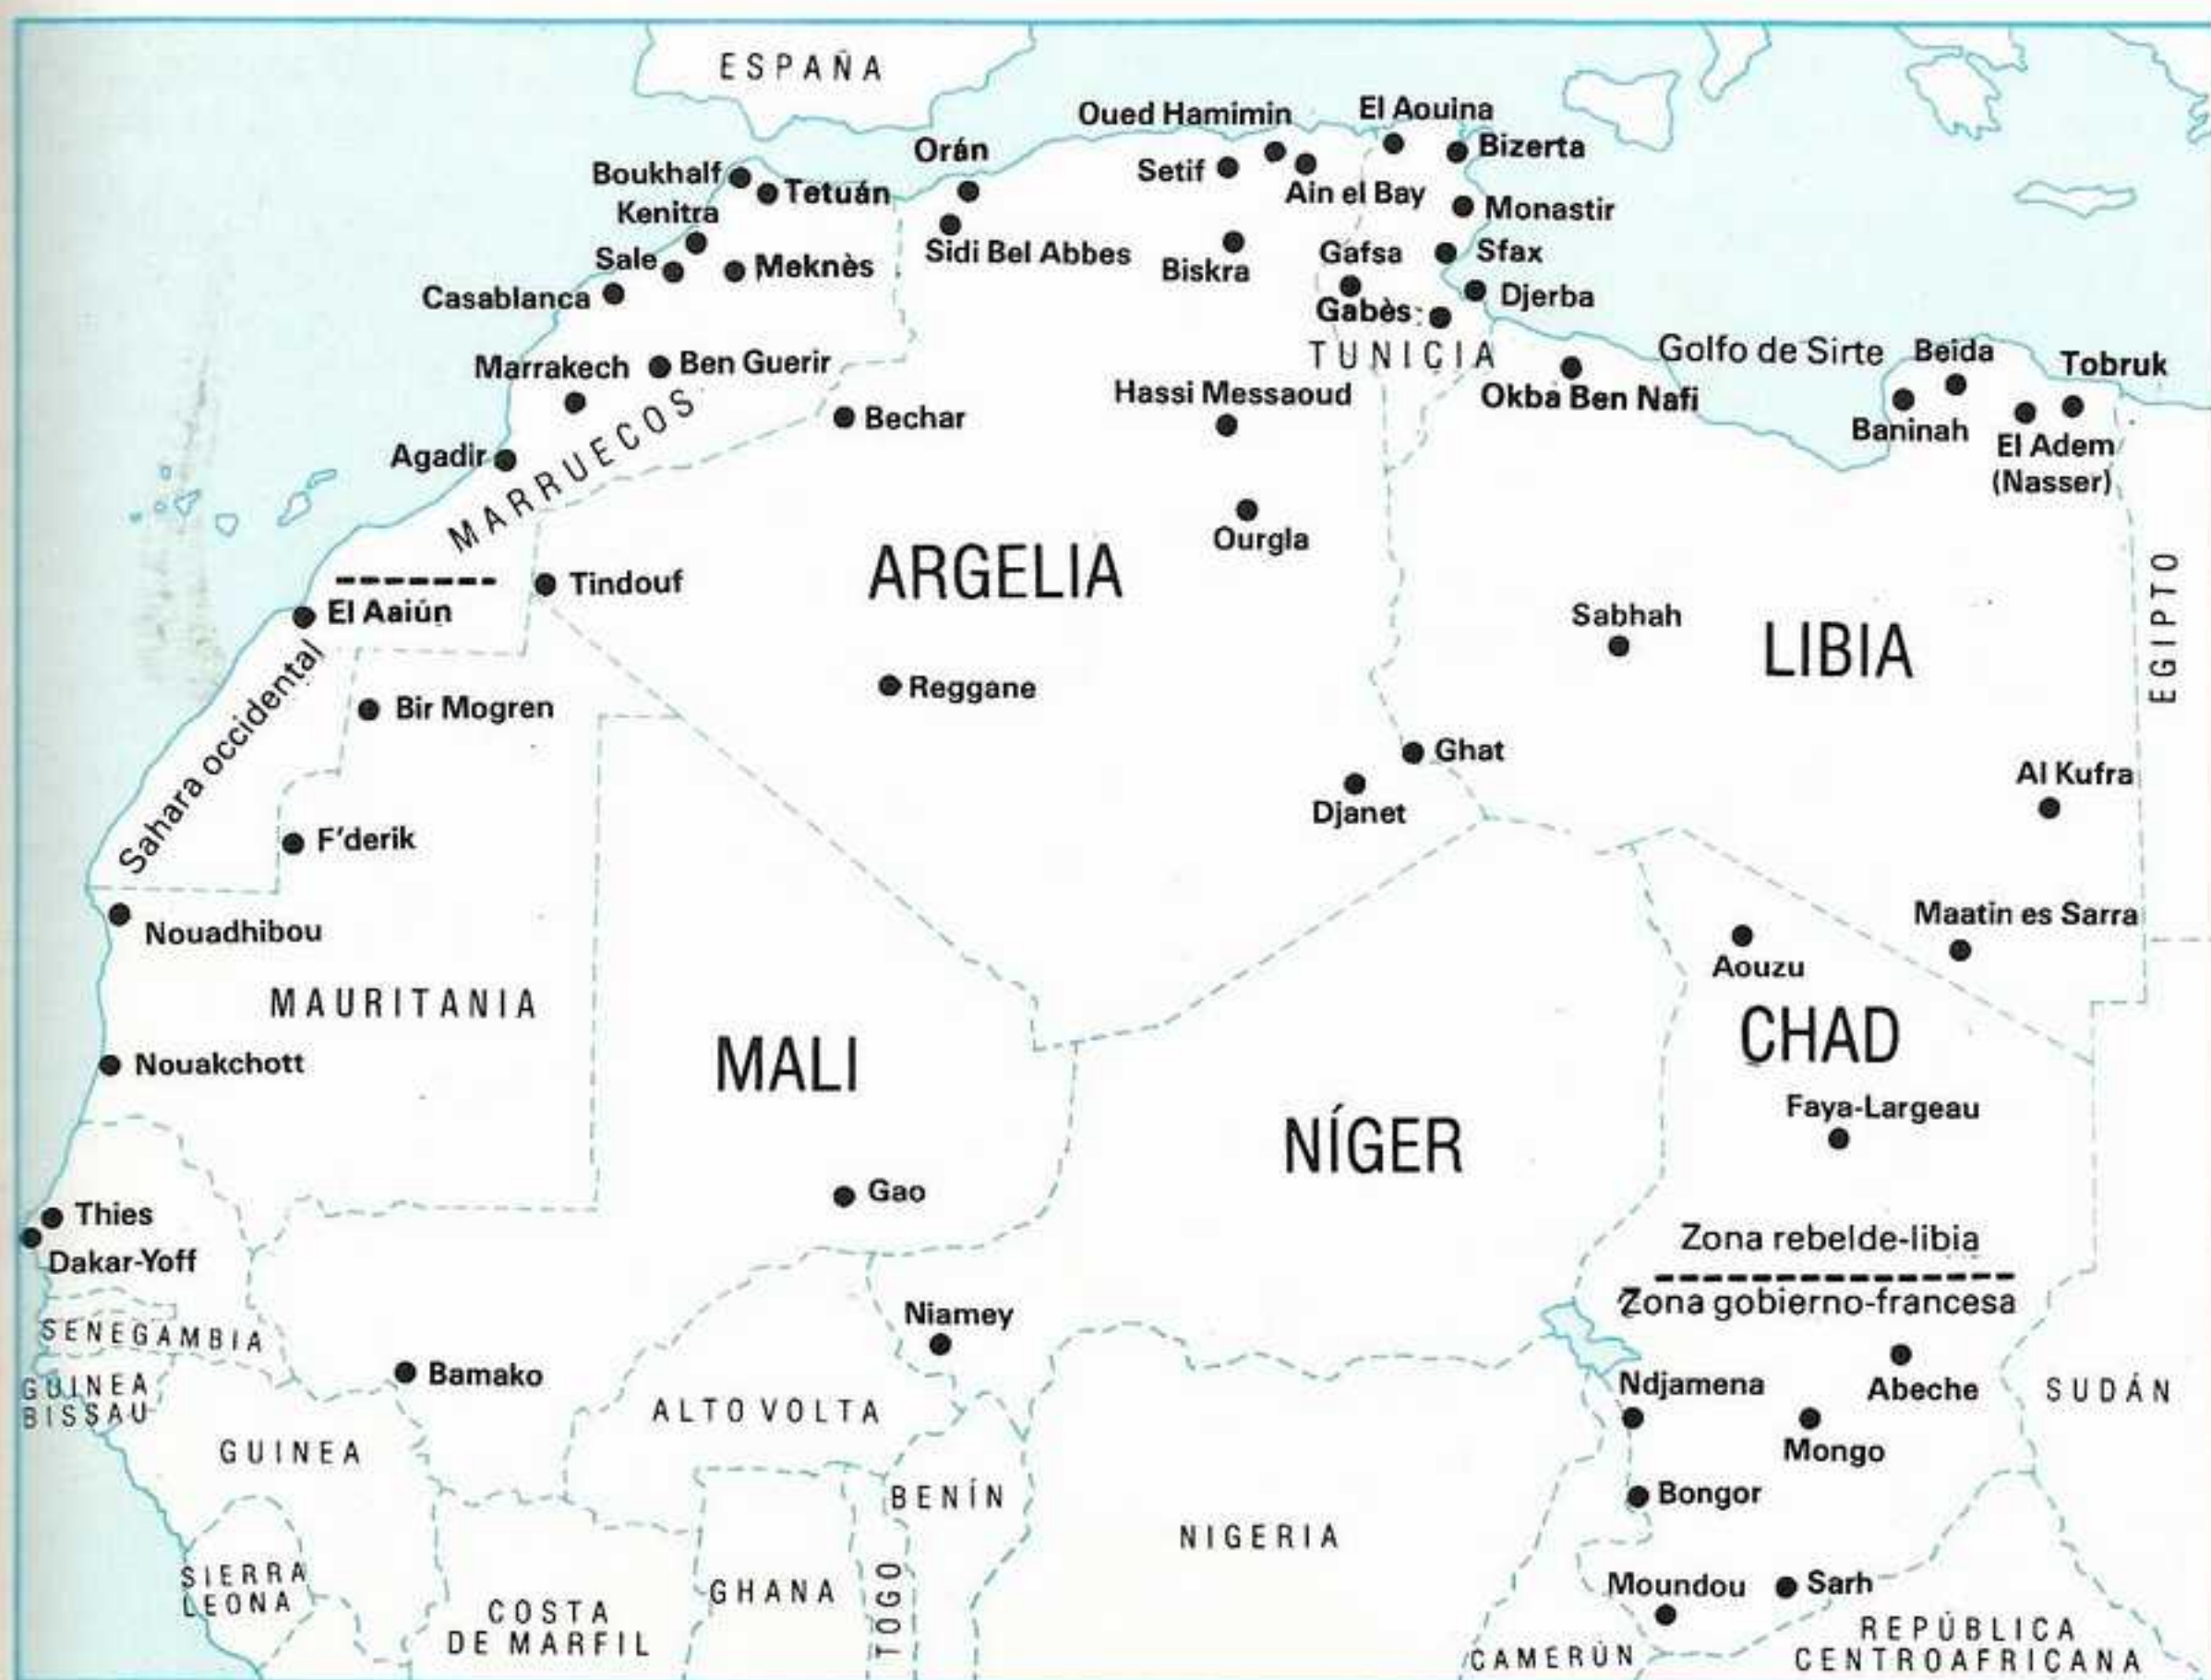 ESPAÑA
Oued Hamimin
El Aouina
Orán
Bizerta
Boukhalf
Setif
Tetuán
Ain el Bay
Kenitra
Monastir
Sidi Bel Abbes
Gafsa
Sfax
Sale
Meknès
Biskra
Casablanca
Djerba
Gabès
TUNICIA
Golfo de Sirte
Beida
Tobruk
Marrakech
Ben Guerir
Hassi Messaoud
Okba Ben Nafi
Bechar
Baninah
El Adem
(Nasser)
Agadir
MARRUECOS
Ourgla
ARGELIA
Tindouf
El Aaiún
Sabhah
LIBIA
EGIPTO
Reggane
Sahara occidental
Bir Mogren
Ghat
Al Kufra
Djanet
F'derik
Maatin es Sarra
Nouadhibou
Aouzu
MAURITANIA
CHAD
Nouakchott
MALI
Faya-Largeau
NÍGER
Gao
Thies
Zona rebelde-libia
Dakar-Yoff
Zona gobierno-francesa
Niamey
SENEGAMBIA
Bamako
Ndjamena
Abeche
SUDÁN
GUINEA
BISSAU
ALTO VOLTA
GUINEA
Mongo
BENÍN
Bongor
NIGERIA
SIERRA
LEONA
GHANA
TOGO
Moundou
Sarh
COSTA
DE MARFIL
CAMERÚN
REPÚBLICA
CENTROAFRICANA